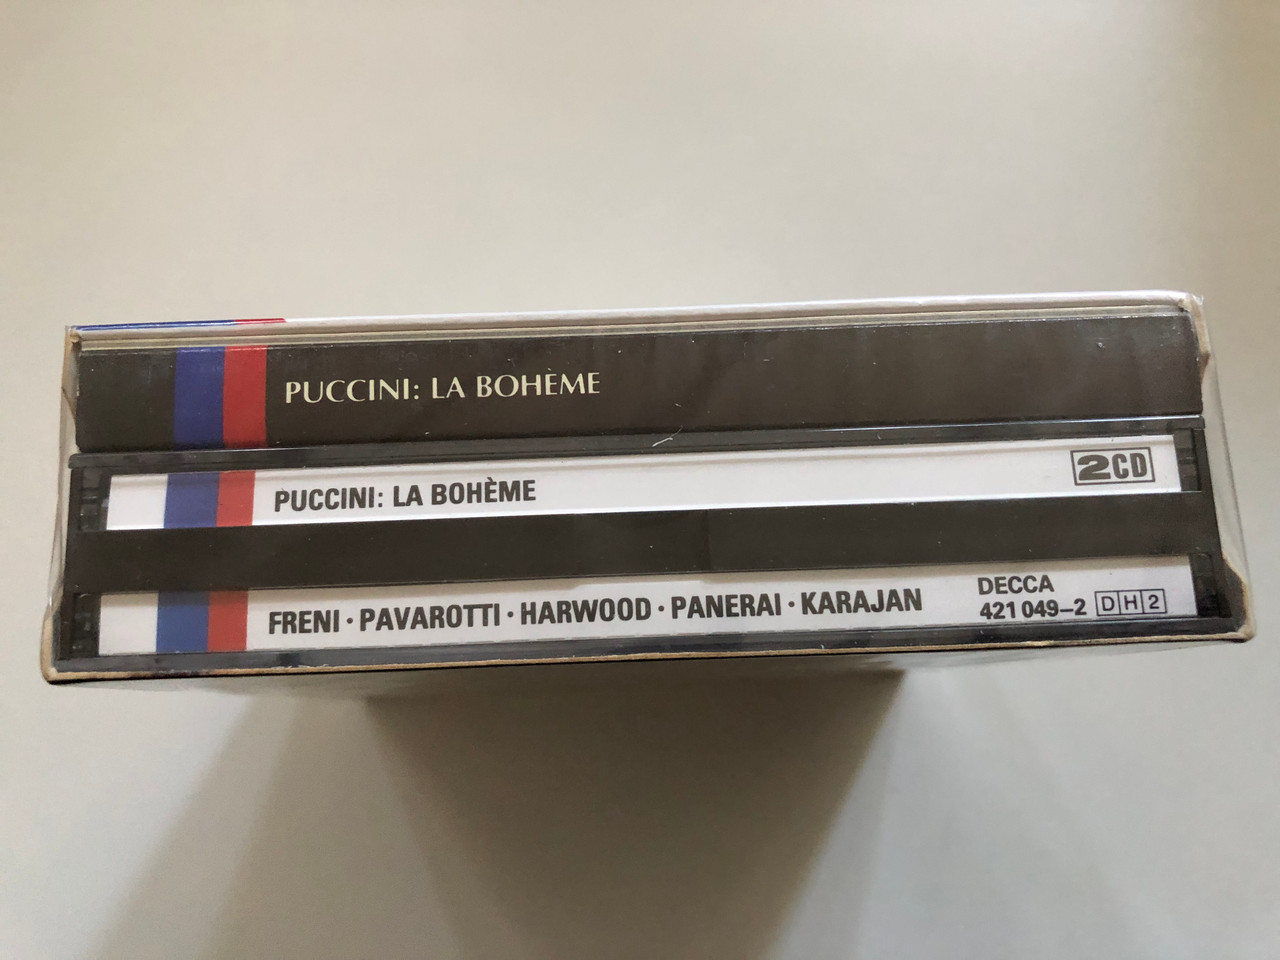 PUCCINI: LA BOHÈME
PUCCINI: LA BOHÈME
2CD
FRENI · PAVAROTTI · HARWOOD · PANERAI · KARAJAN
DECCA
421 049–2 DH2